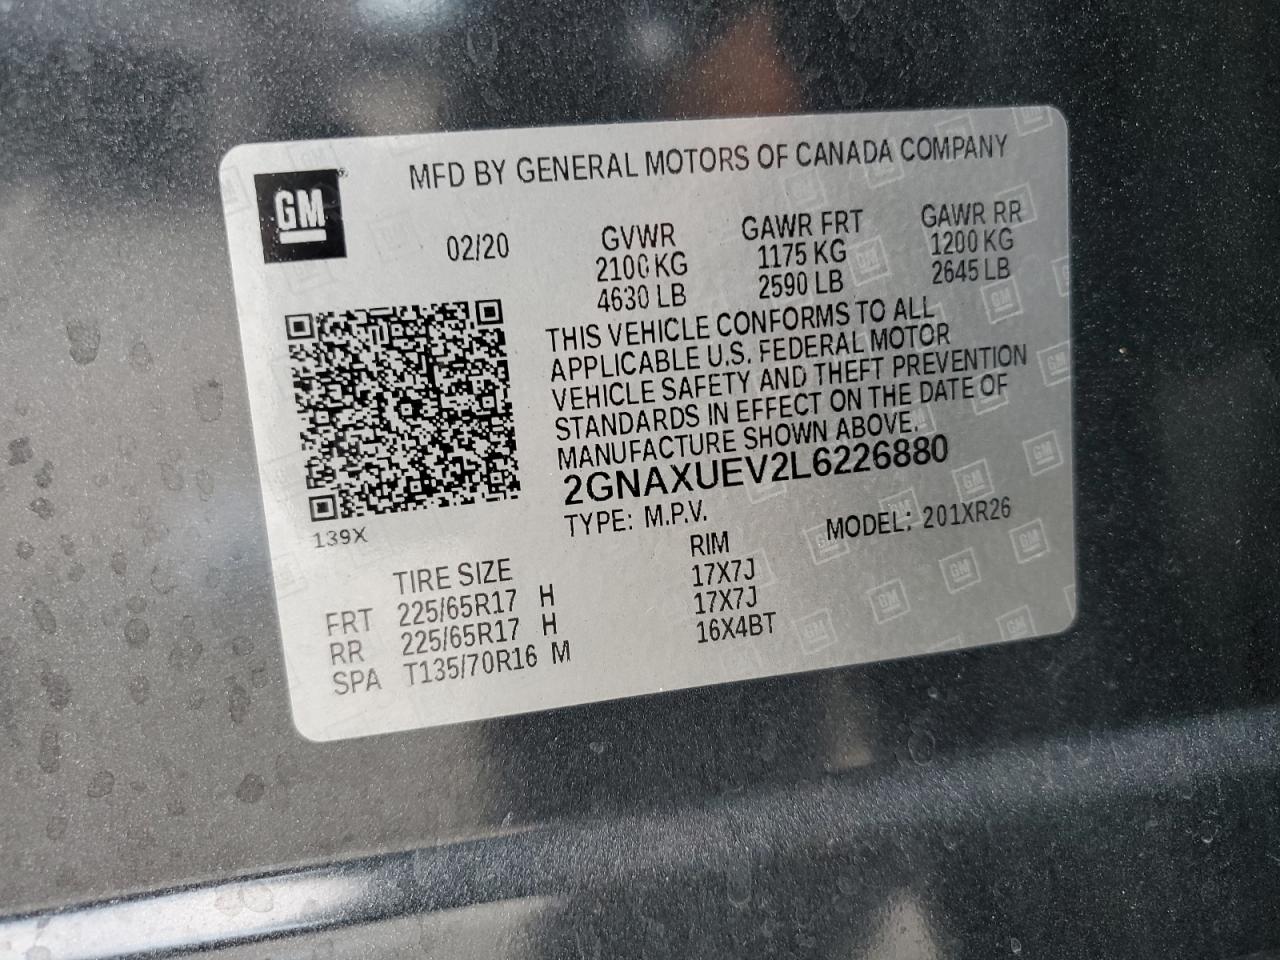 GM
MFD BY GENERAL MOTORS OF CANADA COMPANY
02/20
GVWR
2100 KG
4630 LB
GAWR FRT
1175 KG
2590 LB
GAWR RR
1200 KG
2645 LB
THIS VEHICLE CONFORMS TO ALL
APPLICABLE U.S. FEDERAL MOTOR
VEHICLE SAFETY AND THEFT PREVENTION
STANDARDS IN EFFECT ON THE DATE OF
MANUFACTURE SHOWN ABOVE.
2GNAXUEV2L6226880
TYPE: M.P.V.
MODEL: 201XR26
139X
TIRE SIZE RIM
FRT 225/65R17 H 17X7J
RR 225/65R17 H 17X7J
SPA T135/70R16 M 16X4BT